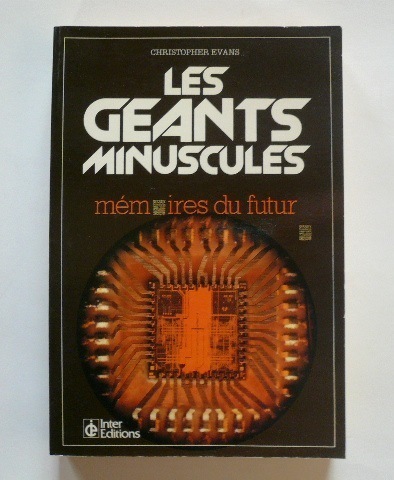 CHRISTOPHER EVANS
LES
GEANTS
MINUSCULES
mémoires du futur
Inter
Editions